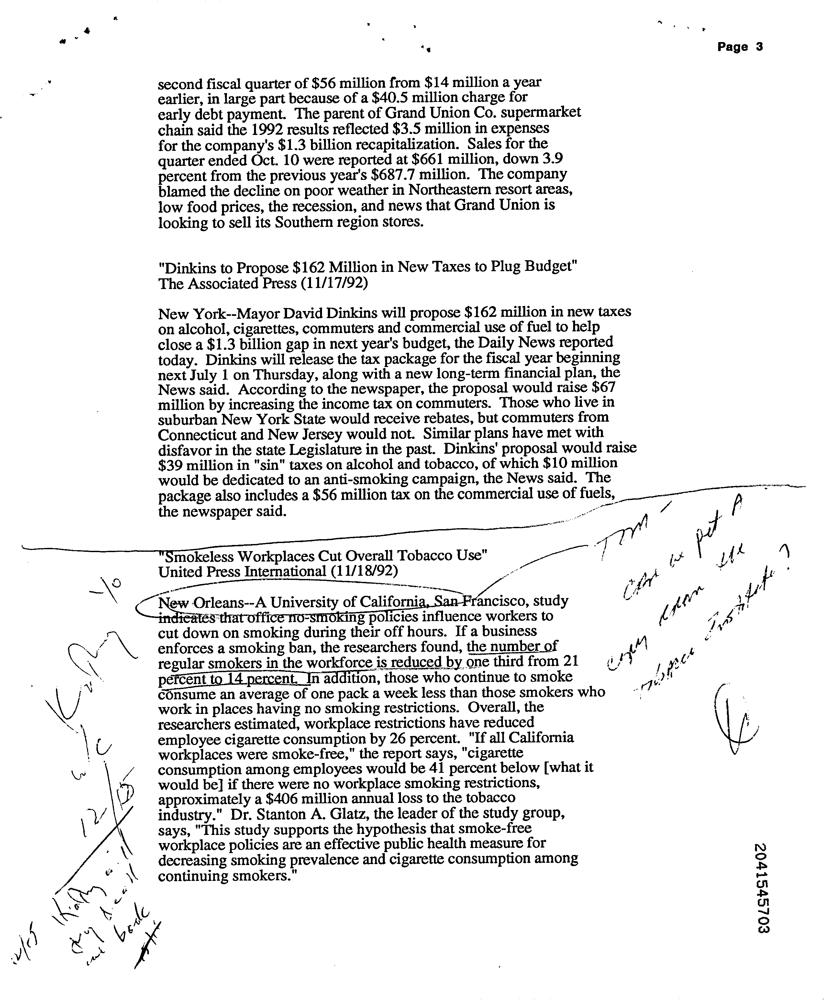 Page 3
second fiscal quarter of $56 million from $14 million a year
earlier, in large part because of a $40.5 million charge for
early debt payment.  The parent of Grand Union Co. supermarket
chain said the 1992 results reflected $3.5 million in expenses
for the company's $1.3 billion recapitalization.  Sales for the
quarter ended Oct. 10 were reported at $661 million, down 3.9
percent from the previous year's $687.7 million.  The company
blamed the decline on poor weather in Northeastern resort areas,
low food prices, the recession, and news that Grand Union is
looking to sell its Southern region stores.
"Dinkins to Propose $162 Million in New Taxes to Plug Budget"
The Associated Press (11/17/92)
New York--Mayor David Dinkins will propose $162 million in new taxes
on alcohol, cigarettes, commuters and commercial use of fuel to help
close a $1.3 billion gap in next year's budget, the Daily News reported
today.  Dinkins will release the tax package for the fiscal year beginning
next July 1 on Thursday, along with a new long-term financial plan, the
News said.  According to the newspaper, the proposal would raise $67
million by increasing the income tax on commuters.  Those who live in
suburban New York State would receive rebates, but commuters from
Connecticut and New Jersey would not.  Similar plans have met with
disfavor in the state Legislature in the past.  Dinkins' proposal would raise
$39 million in "sin" taxes on alcohol and tobacco, of which $10 million
would be dedicated to an anti-smoking campaign, the News said.  The
package also includes a $56 million tax on the commercial use of fuels,
the newspaper said.
"Smokeless Workplaces Cut Overall Tobacco Use"
United Press International (11/18/92)
New Orleans--A University of California, San Francisco, study
indicates that office no-smoking policies influence workers to
cut down on smoking during their off hours.  If a business
enforces a smoking ban, the researchers found, the number of
regular smokers in the workforce is reduced by one third from 21
percent to 14 percent.  In addition, those who continue to smoke
consume an average of one pack a week less than those smokers who
work in places having no smoking restrictions.  Overall, the
researchers estimated, workplace restrictions have reduced
employee cigarette consumption by 26 percent.  "If all California
workplaces were smoke-free," the report says, "cigarette
consumption among employees would be 41 percent below [what it
would be] if there were no workplace smoking restrictions,
approximately a $406 million annual loss to the tobacco
industry."  Dr. Stanton A. Glatz, the leader of the study group,
says, "This study supports the hypothesis that smoke-free
workplace policies are an effective public health measure for
decreasing smoking prevalence and cigarette consumption among
continuing smokers."
Tom -
Can we get A
copy from the
Tobacco Institute?
Kathy
Kathy will
back
2041545703